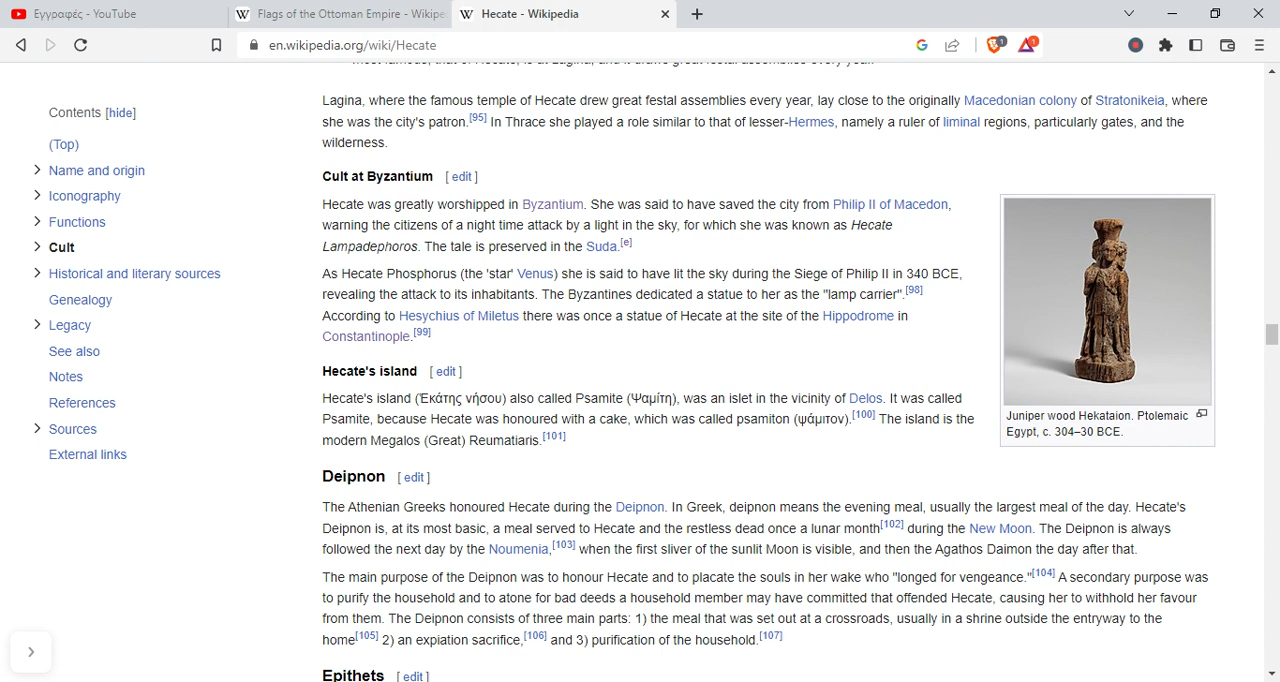 Εγγραφές - YouTube
Flags of the Ottoman Empire - Wikipe
Hecate - Wikipedia
en.wikipedia.org/wiki/Hecate
1
1
Contents [hide]
(Top)
Name and origin
Iconography
Functions
Cult
Historical and literary sources
Genealogy
Legacy
See also
Notes
References
Sources
External links
most famous, that of Hecate, is at Lagina, and it draws great festal assemblies every year.
Lagina, where the famous temple of Hecate drew great festal assemblies every year, lay close to the originally Macedonian colony of Stratonikeia, where
she was the city's patron.[95] In Thrace she played a role similar to that of lesser-Hermes, namely a ruler of liminal regions, particularly gates, and the
wilderness.
Cult at Byzantium [ edit ]
Hecate was greatly worshipped in Byzantium. She was said to have saved the city from Philip II of Macedon,
warning the citizens of a night time attack by a light in the sky, for which she was known as Hecate
Lampadephoros. The tale is preserved in the Suda.[e]
As Hecate Phosphorus (the 'star' Venus) she is said to have lit the sky during the Siege of Philip II in 340 BCE,
revealing the attack to its inhabitants. The Byzantines dedicated a statue to her as the "lamp carrier".[98]
According to Hesychius of Miletus there was once a statue of Hecate at the site of the Hippodrome in
Constantinople.[99]
Juniper wood Hekataion. Ptolemaic
Egypt, c. 304–30 BCE.
Hecate's island [ edit ]
Hecate's island (Ἑκάτης νήσου) also called Psamite (Ψαμίτη), was an islet in the vicinity of Delos. It was called
Psamite, because Hecate was honoured with a cake, which was called psamiton (ψάμιτον).[100] The island is the
modern Megalos (Great) Reumatiaris.[101]
Deipnon [ edit ]
The Athenian Greeks honoured Hecate during the Deipnon. In Greek, deipnon means the evening meal, usually the largest meal of the day. Hecate's
Deipnon is, at its most basic, a meal served to Hecate and the restless dead once a lunar month[102] during the New Moon. The Deipnon is always
followed the next day by the Noumenia,[103] when the first sliver of the sunlit Moon is visible, and then the Agathos Daimon the day after that.
The main purpose of the Deipnon was to honour Hecate and to placate the souls in her wake who "longed for vengeance."[104] A secondary purpose was
to purify the household and to atone for bad deeds a household member may have committed that offended Hecate, causing her to withhold her favour
from them. The Deipnon consists of three main parts: 1) the meal that was set out at a crossroads, usually in a shrine outside the entryway to the
home[105] 2) an expiation sacrifice,[106] and 3) purification of the household.[107]
Epithets [ edit ]